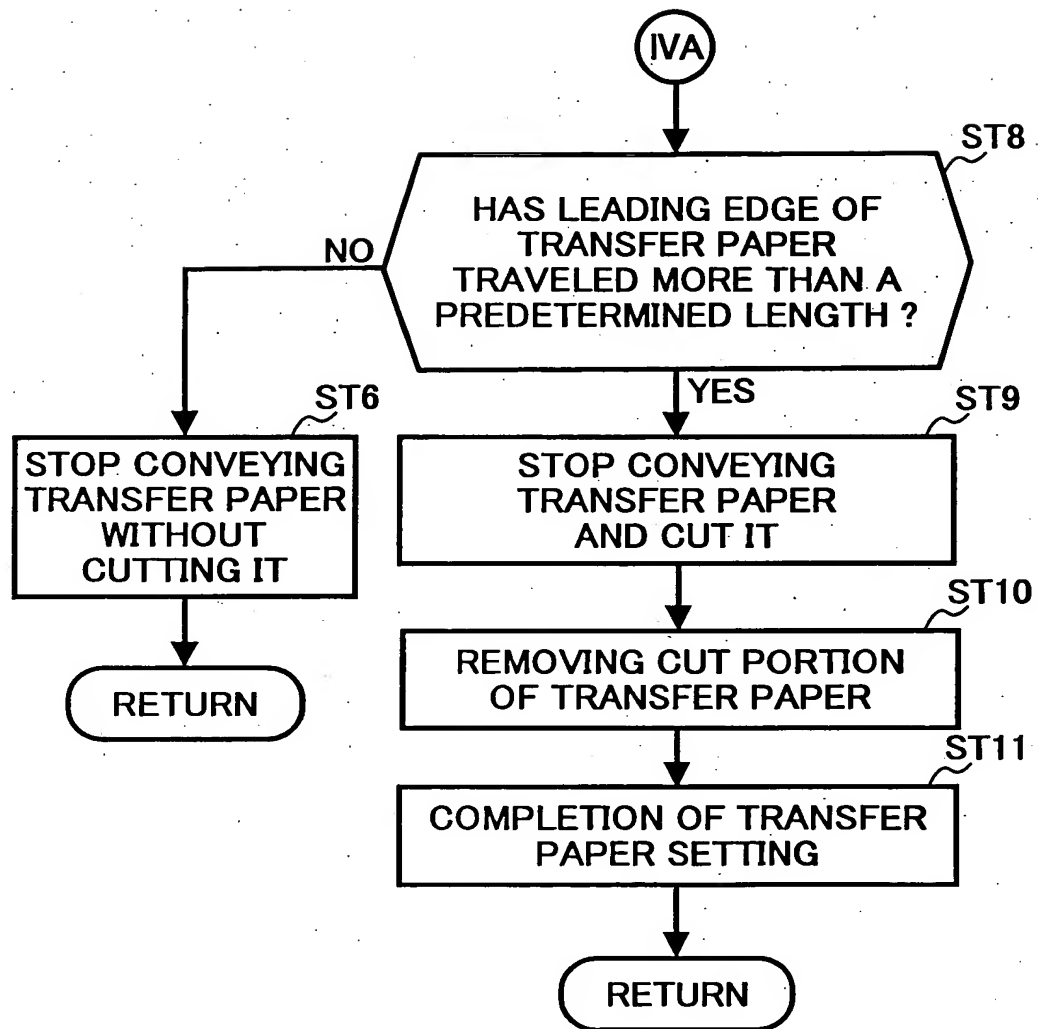 IVA
ST8
HAS LEADING EDGE OF
TRANSFER PAPER
TRAVELED MORE THAN A
PREDETERMINED LENGTH ?
NO
YES
ST6
STOP CONVEYING
TRANSFER PAPER
WITHOUT
CUTTING IT
RETURN
ST9
STOP CONVEYING
TRANSFER PAPER
AND CUT IT
ST10
REMOVING CUT PORTION
OF TRANSFER PAPER
ST11
COMPLETION OF TRANSFER
PAPER SETTING
RETURN